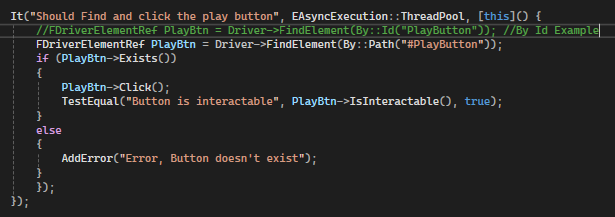 It("Should Find and click the play button", EAsyncExecution::ThreadPool, [this]() {
//FDriverElementRef PlayBtn = Driver->FindElement(By::Id("PlayButton")); //By Id Example
FDriverElementRef PlayBtn = Driver->FindElement(By::Path("#PlayButton"));
if (PlayBtn->Exists())
{
PlayBtn->Click();
TestEqual("Button is interactable", PlayBtn->IsInteractable(), true);
}
else
{
AddError("Error, Button doesn't exist");
}
});
});